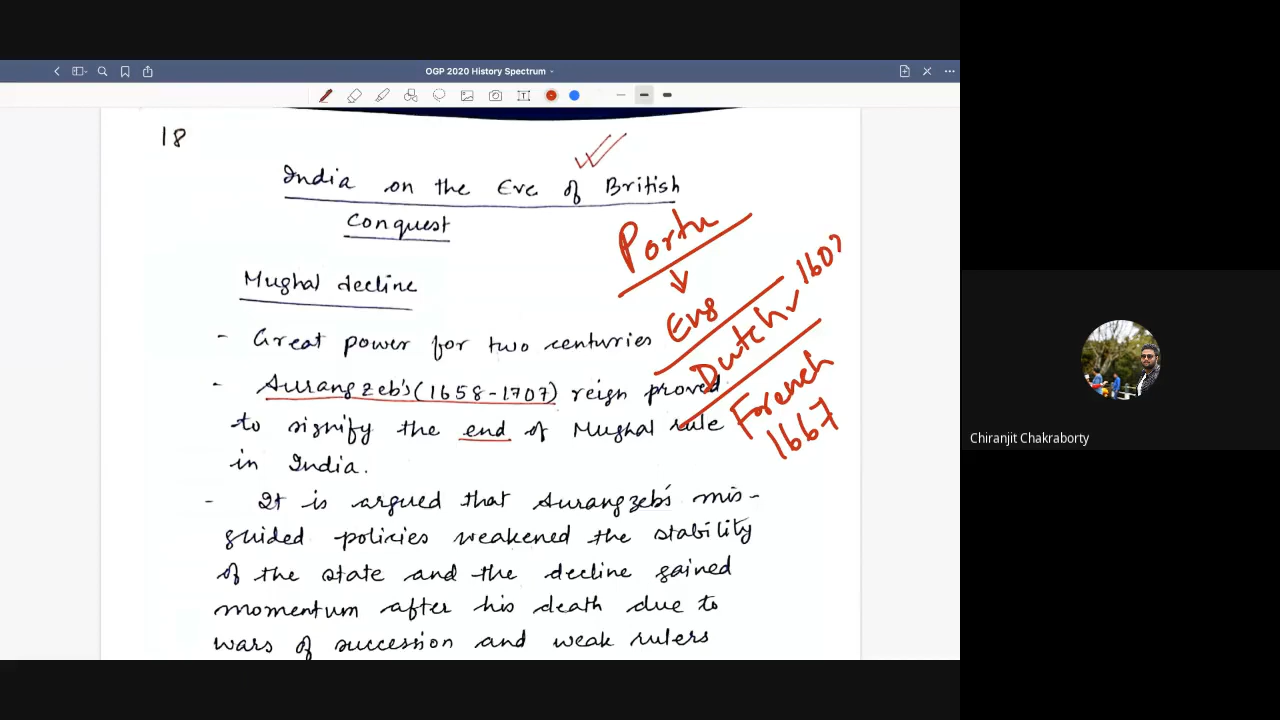 OGP 2020 History Spectrum
18
India on the Eve of British
Conquest
Portu
Mughal decline
Eng
Dutch 1602
- Great power for two centuries
French
1667
- Aurangzeb's (1658-1707) reign proved
to signify the end of Mughal rule
in India.
- It is argued that Aurangzeb's mis-
guided policies weakened the stability
of the state and the decline gained
momentum after his death due to
wars of succession and weak rulers
Chiranjit Chakraborty